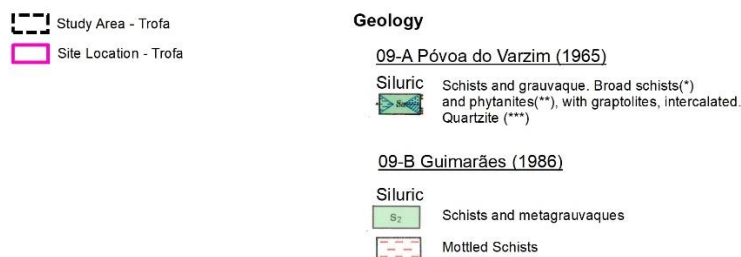 Study Area - Trofa
Site Location - Trofa
Geology
09-A Póvoa do Varzim (1965)
Siluric
Schists and grauvaque. Broad schists(*)
and phytanites(**), with graptolites, intercalated.
Quartzite (***)
09-B Guimarães (1986)
Siluric
S₂
Schists and metagrauvaques
Mottled Schists